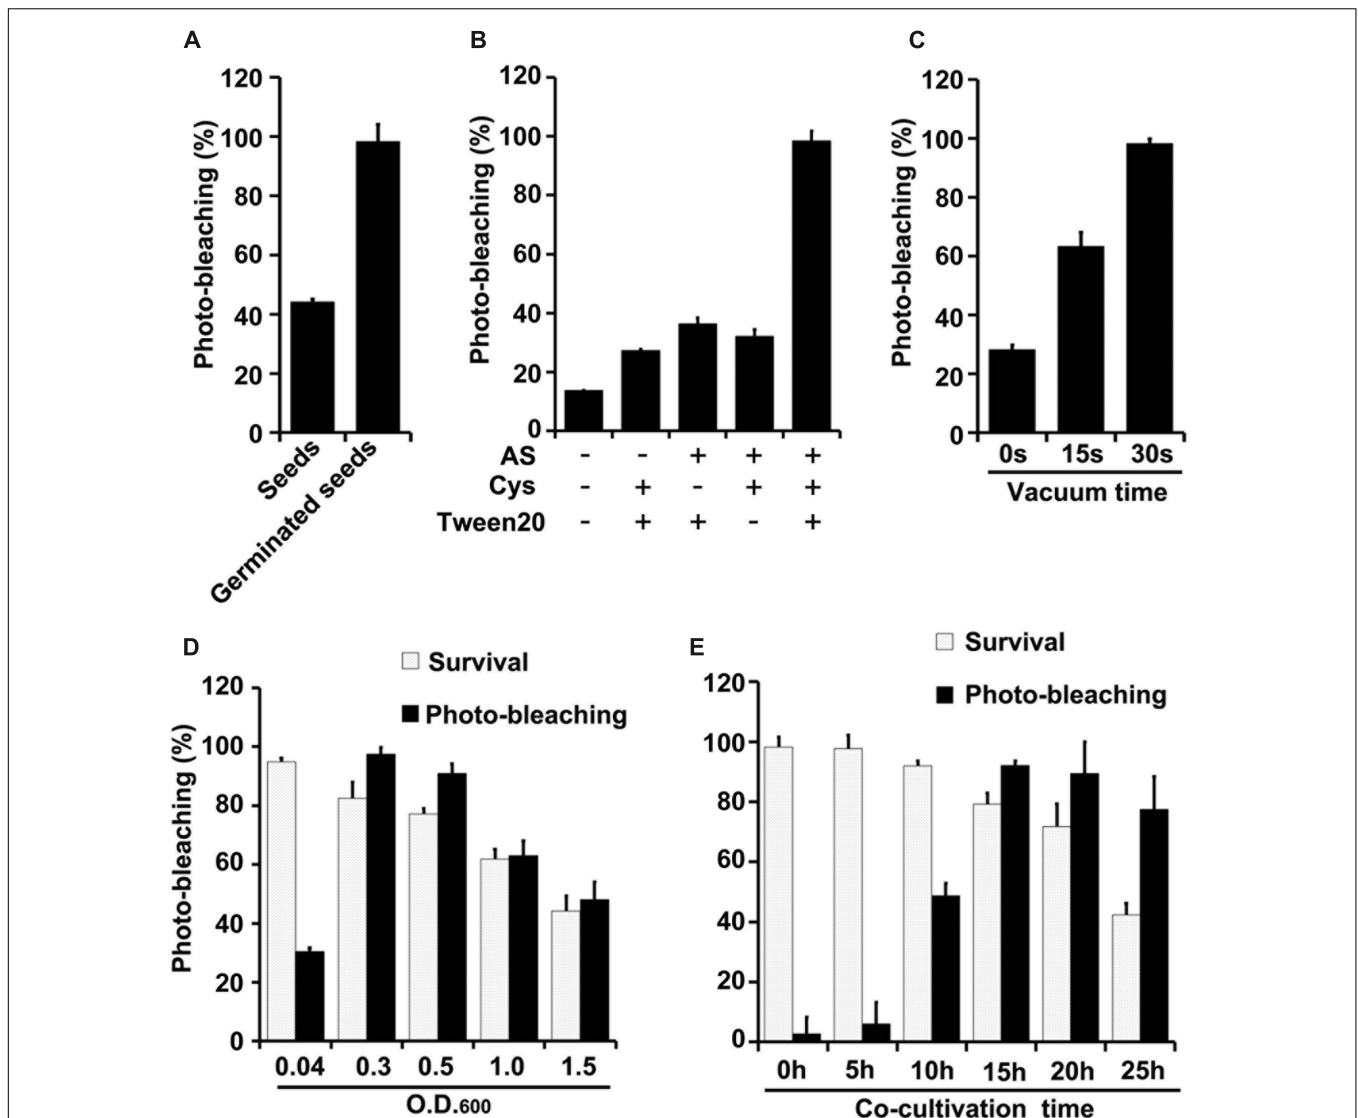 A
B
C
Photo-bleaching (%)
120
100
80
60
40
20
0
Seeds
Germinated seeds
Photo-bleaching (%)
120
100
80
60
40
20
0
AS - - + + +
Cys - + - + +
Tween20 - + + - +
Photo-bleaching (%)
120
100
80
60
40
20
0
0s 15s 30s
Vacuum time
D
Survival
Photo-bleaching
Photo-bleaching (%)
120
100
80
60
40
20
0
0.04 0.3 0.5 1.0 1.5
O.D.600
E
Survival
Photo-bleaching
120
100
80
60
40
20
0
0h 5h 10h 15h 20h 25h
Co-cultivation time